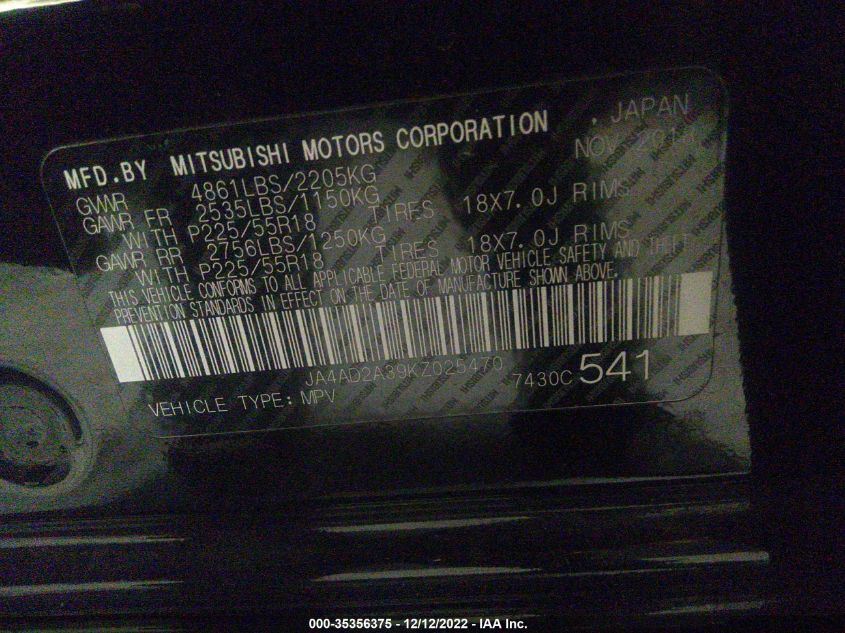 MFD.BY MITSUBISHI MOTORS CORPORATION , JAPAN
NOV 2018
GVWR 4861LBS/2205KG
GAWR FR 2535LBS/1150KG
WITH P225/55R18 TIRES 18X7.0J RIMS
GAWR RR 2756LBS/1250KG
WITH P225/55R18 TIRES 18X7.0J RIMS
THIS VEHICLE CONFORMS TO ALL APPLICABLE FEDERAL MOTOR VEHICLE SAFETY AND THEFT
PREVENTION STANDARDS IN EFFECT ON THE DATE OF MANUFACTURE SHOWN ABOVE.
JA4AD2A39KZ025470 7430C 541
VEHICLE TYPE: MPV
000-35356375 - 12/12/2022 - IAA Inc.